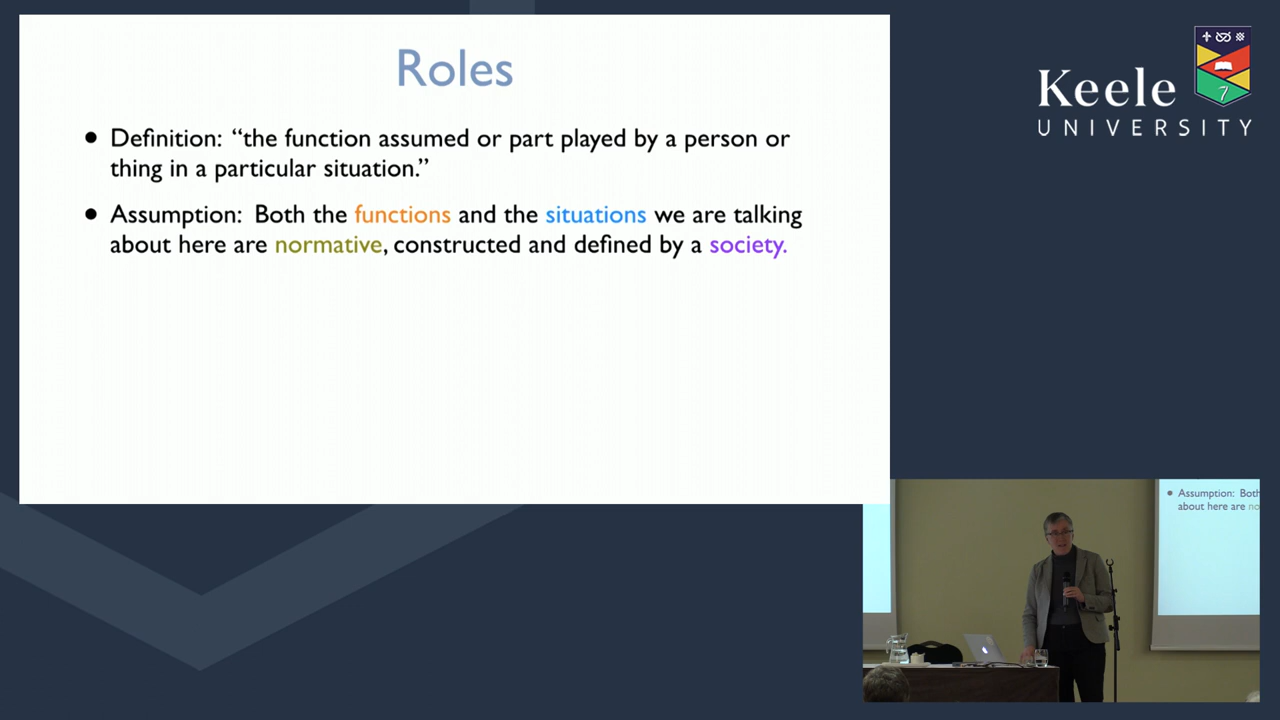 Roles
• Definition: “the function assumed or part played by a person or
thing in a particular situation.”
• Assumption: Both the functions and the situations we are talking
about here are normative, constructed and defined by a society.
Keele
UNIVERSITY
• Assumption: Both
about here are no